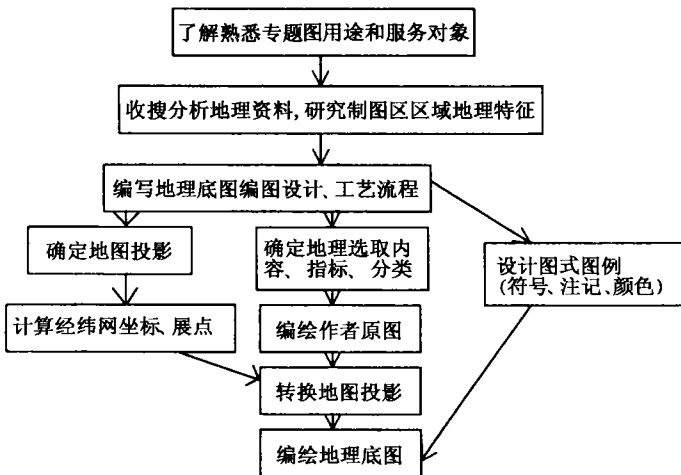 了解熟悉专题图用途和服务对象
收搜分析地理资料,研究制图区区域地理特征
编写地理底图编图设计、工艺流程
确定地图投影
确定地理选取内
容、指标、分类
设计图式图例
(符号、注记、颜色)
计算经纬网坐标、展点
编绘作者原图
转换地图投影
编绘地理底图